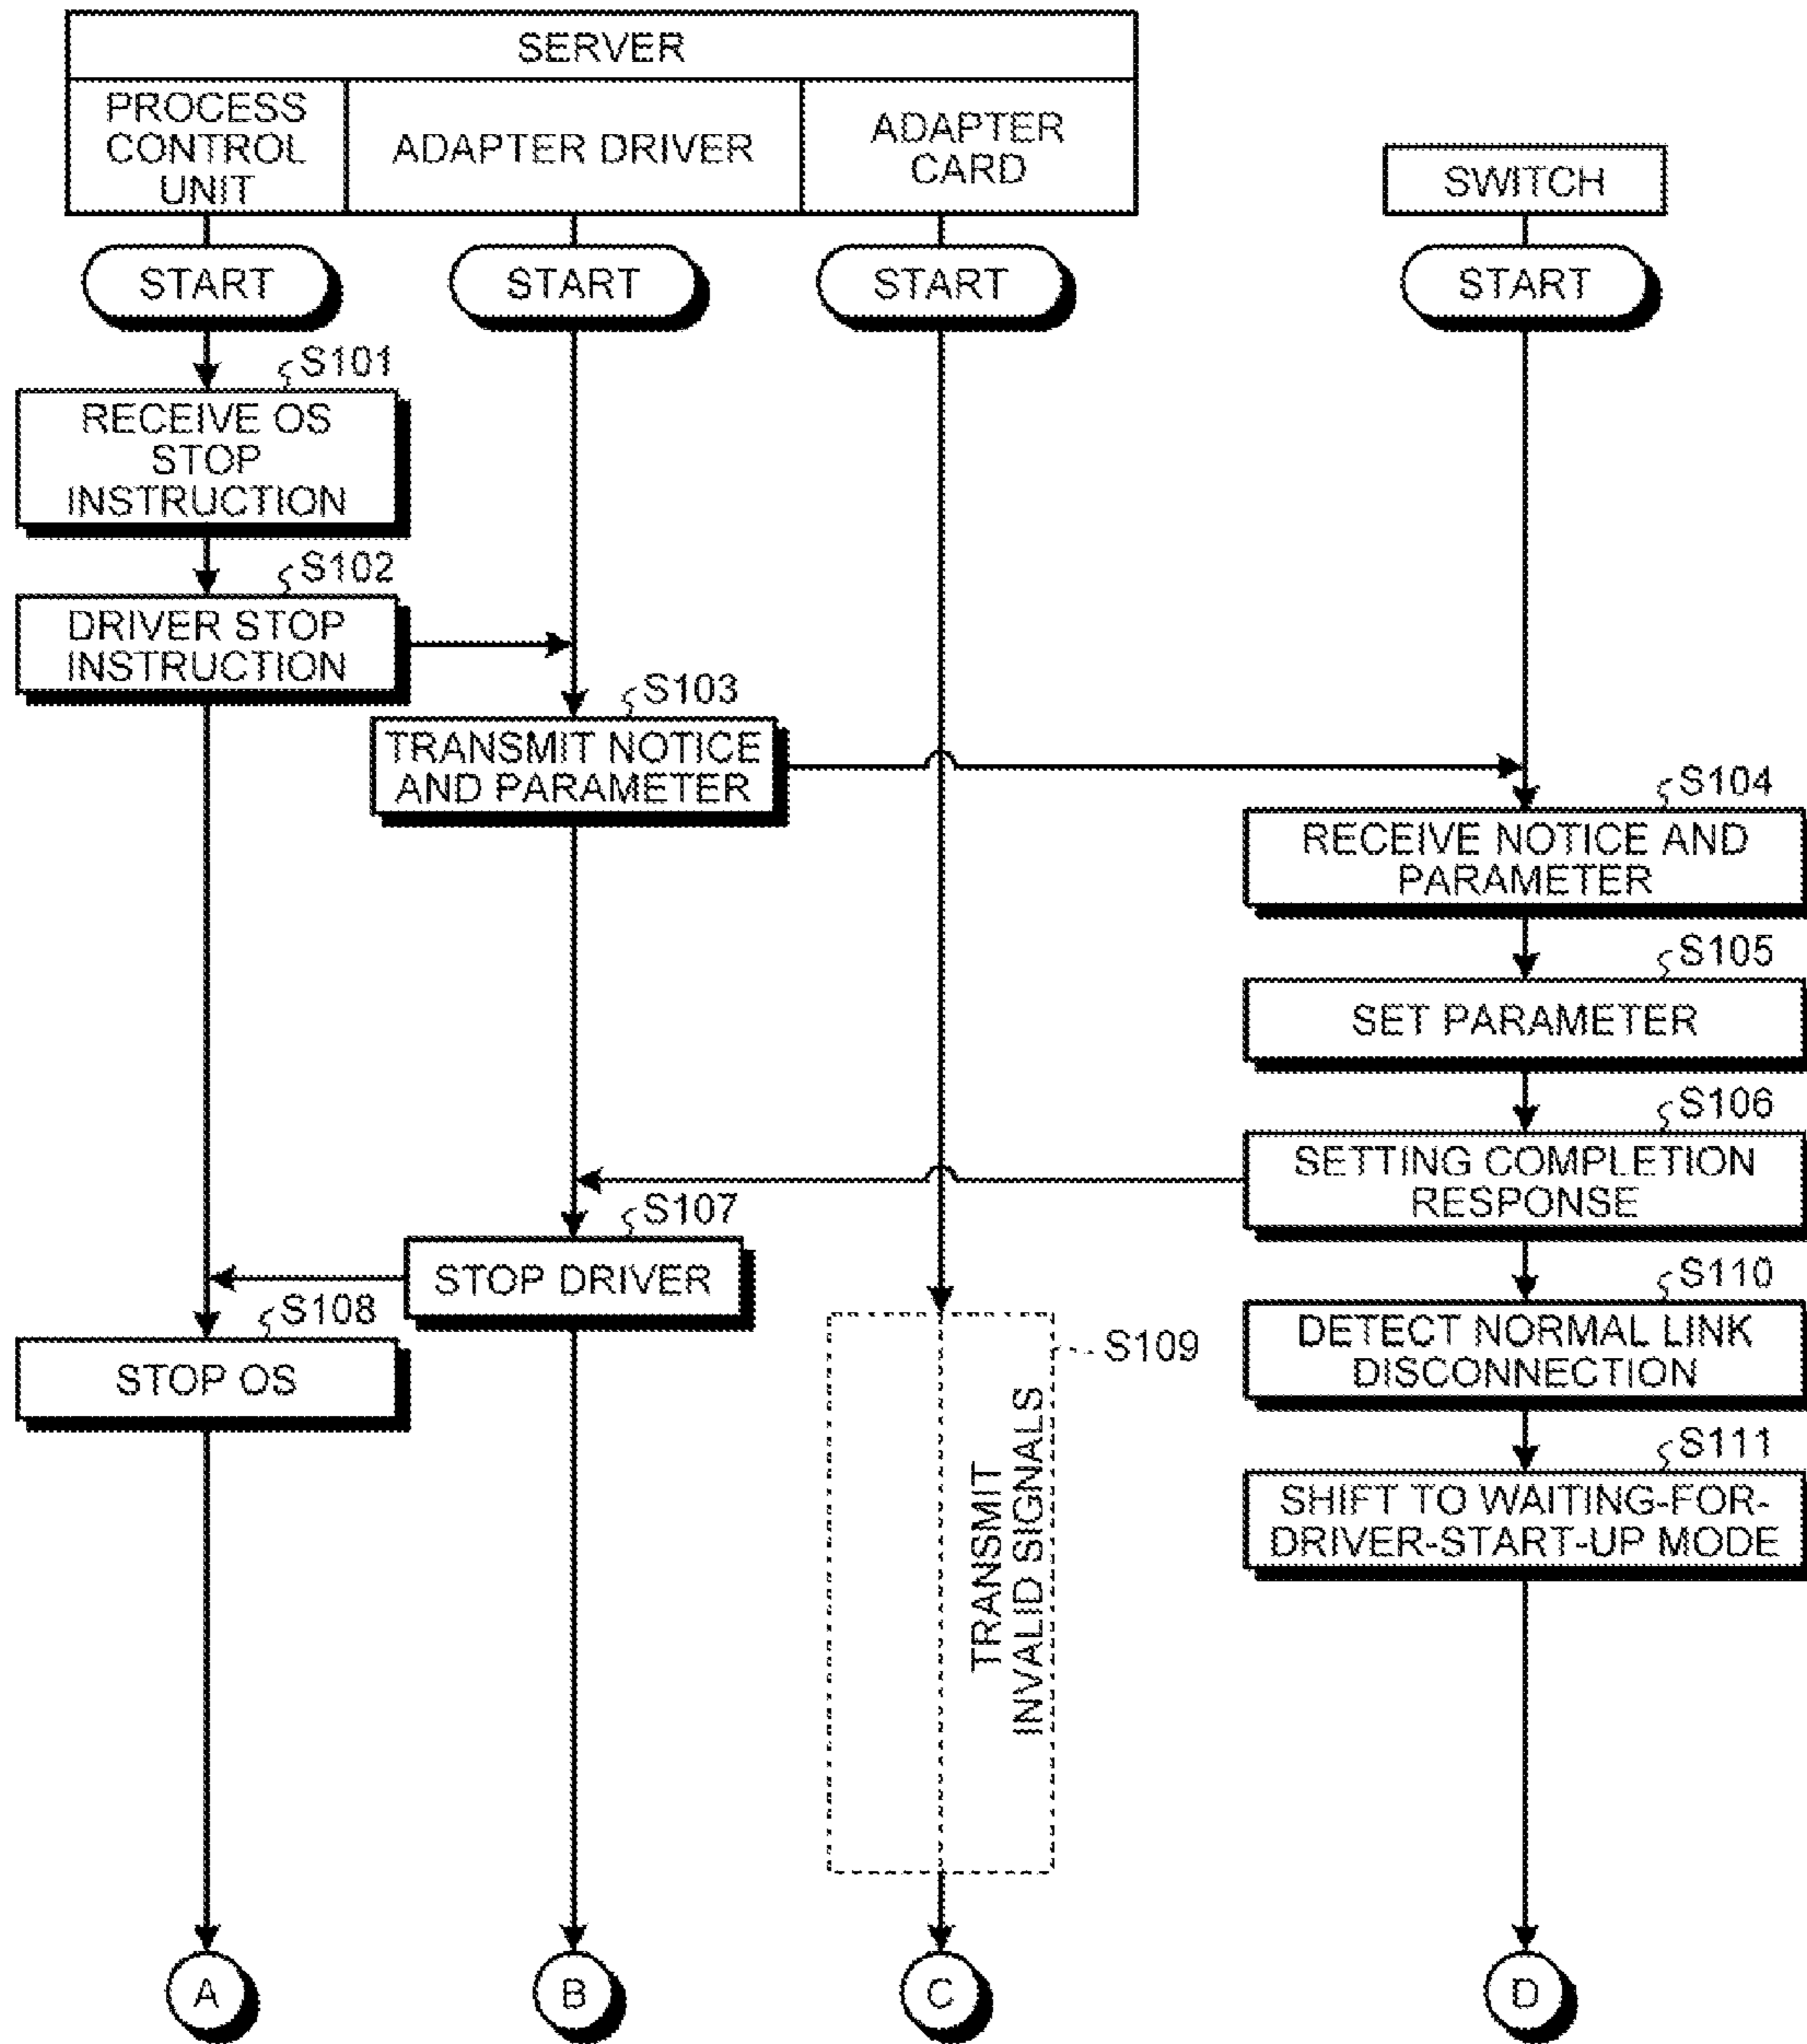 SERVER
PROCESS
CONTROL
UNIT
ADAPTER DRIVER
ADAPTER
CARD
SWITCH
START
START
START
START
S101
RECEIVE OS
STOP
INSTRUCTION
S102
DRIVER STOP
INSTRUCTION
S103
TRANSMIT NOTICE
AND PARAMETER
S104
RECEIVE NOTICE AND
PARAMETER
S105
SET PARAMETER
S106
SETTING COMPLETION
RESPONSE
S107
STOP DRIVER
S108
STOP OS
S109
TRANSMIT
INVALID SIGNALS
S110
DETECT NORMAL LINK
DISCONNECTION
S111
SHIFT TO WAITING-FOR-
DRIVER-START-UP MODE
A
B
C
D